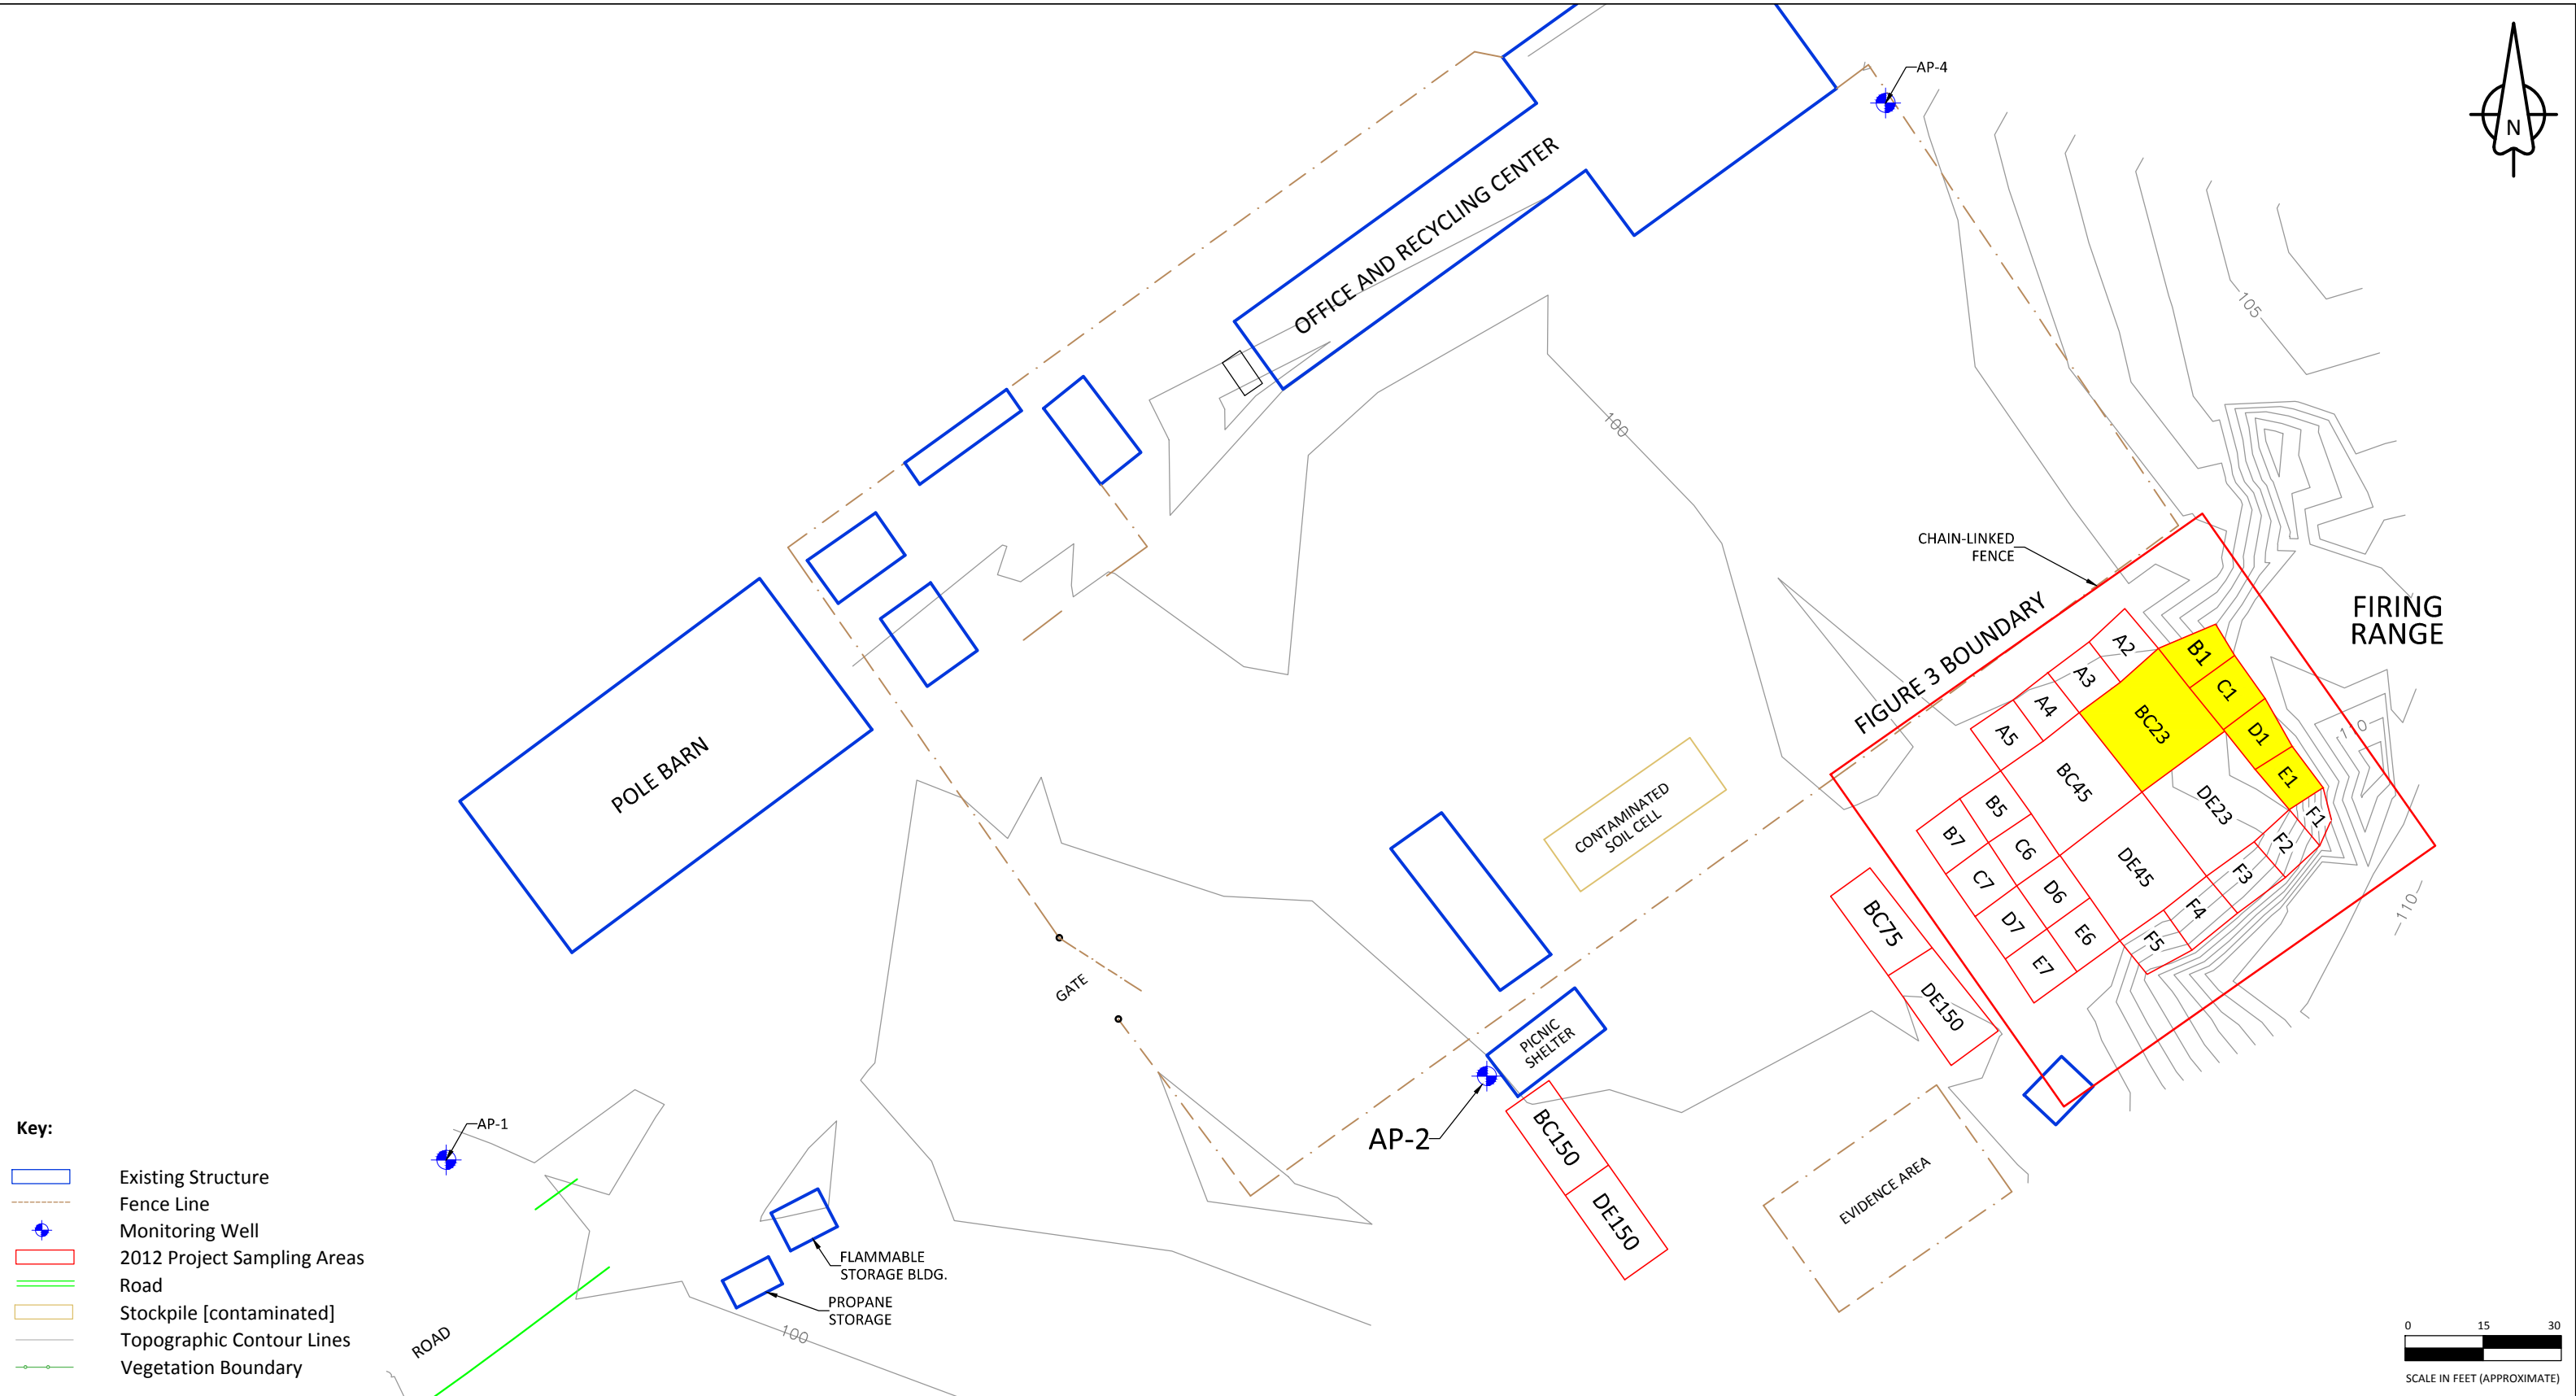 AP-4
N
OFFICE AND RECYCLING CENTER
105
100
CHAIN-LINKED
FENCE
FIRING
RANGE
FIGURE 3 BOUNDARY
A2
A3
A4
A5
B1
C1
D1
E1
F1
BC23
BC45
DE23
DE45
F2
F3
F4
F5
B5
B7
C6
C7
D6
D7
E6
E7
110
POLE BARN
CONTAMINATED
SOIL CELL
BC75
DE150
GATE
PICNIC
SHELTER
AP-2
BC150
DE150
EVIDENCE AREA
AP-1
FLAMMABLE
STORAGE BLDG.
PROPANE
STORAGE
100
ROAD
Key:
Existing Structure
Fence Line
Monitoring Well
2012 Project Sampling Areas
Road
Stockpile [contaminated]
Topographic Contour Lines
Vegetation Boundary
0 15 30
SCALE IN FEET (APPROXIMATE)